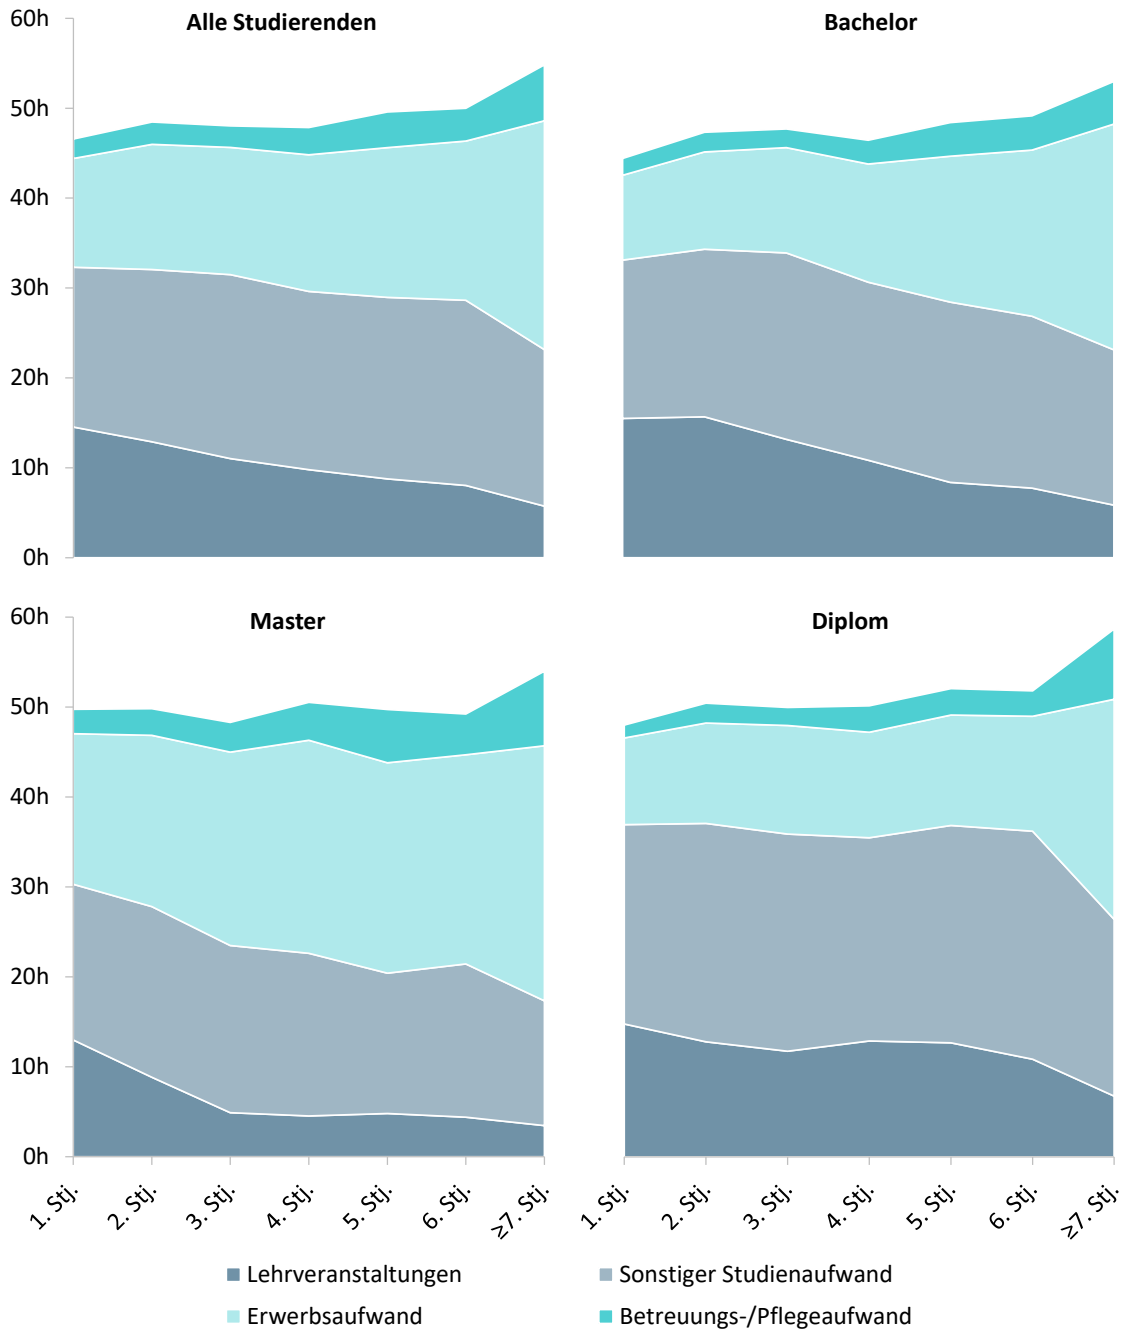 Alle Studierenden
Bachelor
60h
50h
40h
30h
20h
10h
0h
Master
Diplom
60h
50h
40h
30h
20h
10h
0h
1. Stj.
2. Stj.
3. Stj.
4. Stj.
5. Stj.
6. Stj.
≥7. Stj.
1. Stj.
2. Stj.
3. Stj.
4. Stj.
5. Stj.
6. Stj.
≥7. Stj.
Lehrveranstaltungen
Sonstiger Studienaufwand
Erwerbsaufwand
Betreuungs-/Pflegeaufwand